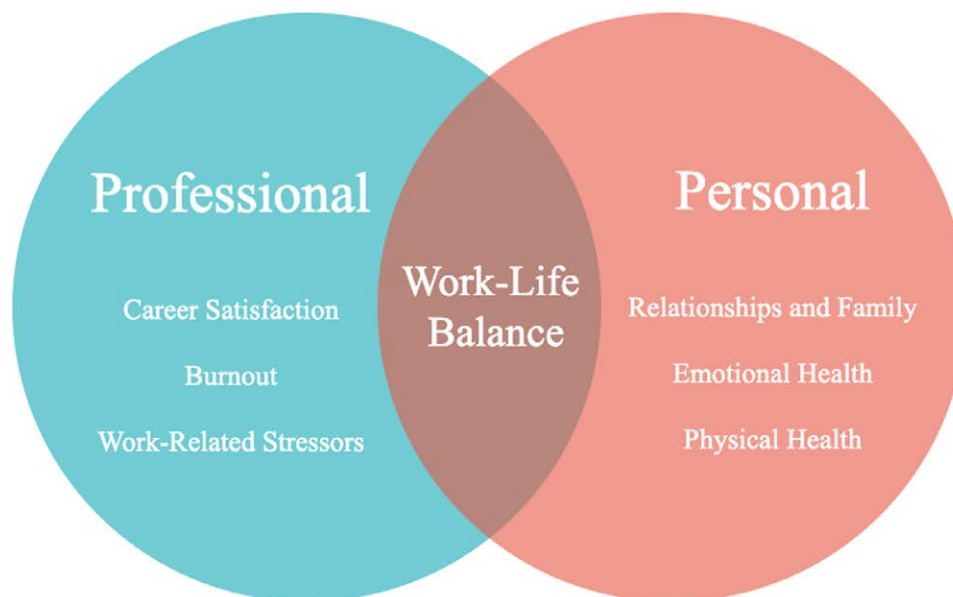 Professional
Career Satisfaction
Burnout
Work-Related Stressors
Work-Life
Balance
Personal
Relationships and Family
Emotional Health
Physical Health